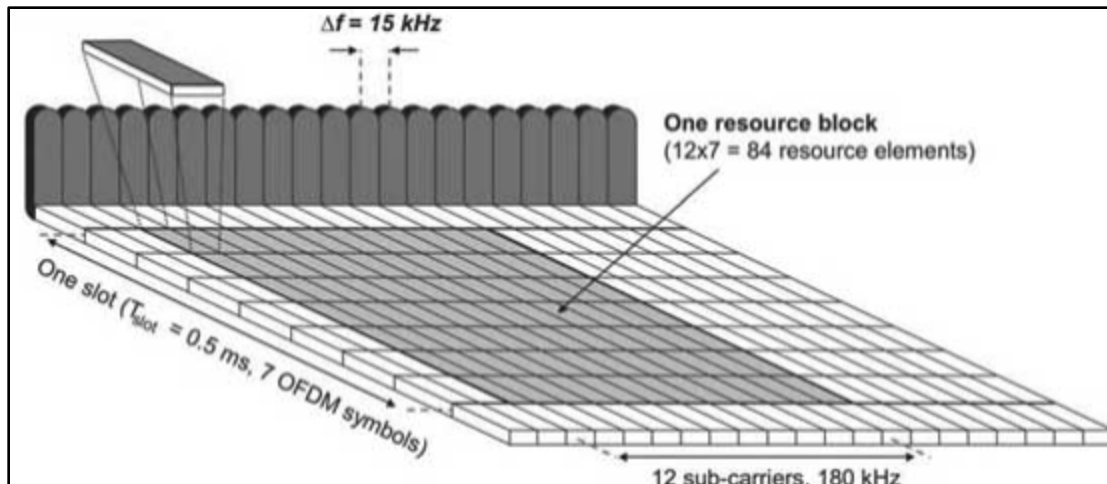 Δf = 15 kHz
One resource block
(12x7 = 84 resource elements)
One slot (T_slot = 0.5 ms, 7 OFDM symbols)
12 sub-carriers, 180 kHz